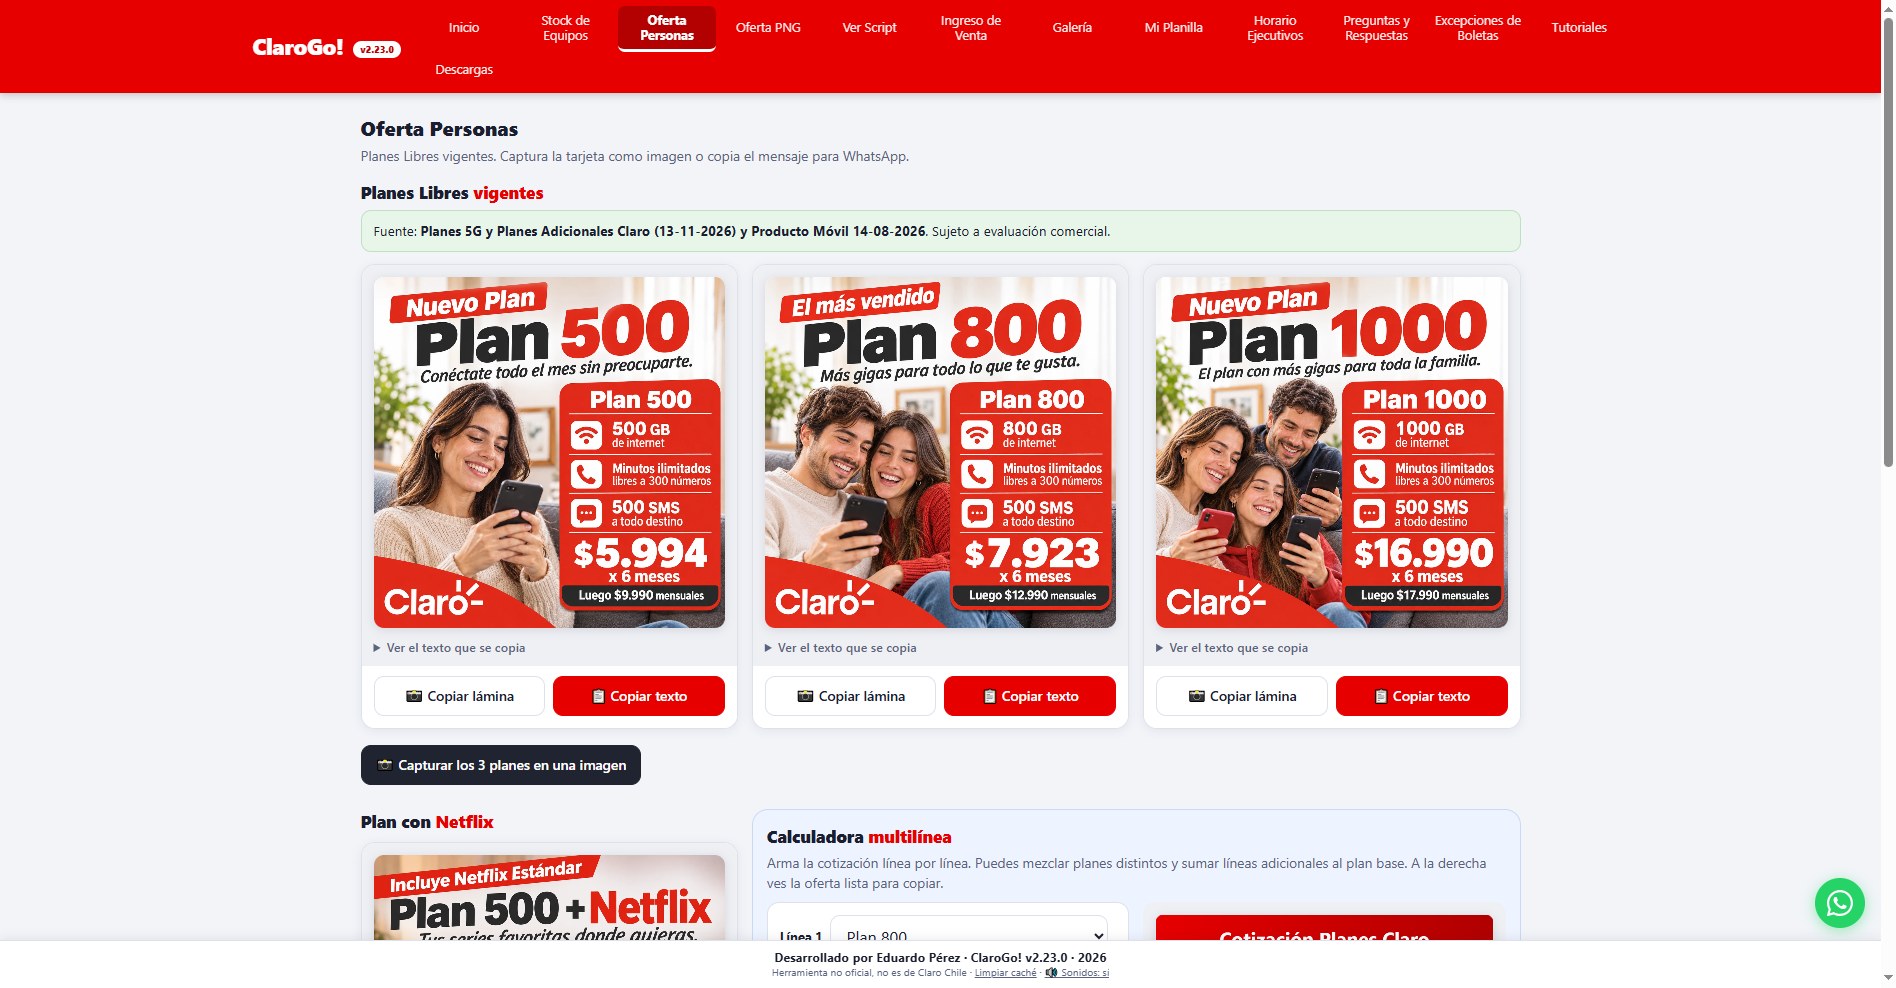 ClaroGo! v2.23.0
Inicio
Stock de
Equipos
Oferta
Personas
Oferta PNG
Ver Script
Ingreso de
Venta
Galería
Mi Planilla
Horario
Ejecutivos
Preguntas y
Respuestas
Excepciones de
Boletas
Tutoriales
Descargas
Oferta Personas
Planes Libres vigentes. Captura la tarjeta como imagen o copia el mensaje para WhatsApp.
Planes Libres vigentes
Fuente: Planes 5G y Planes Adicionales Claro (13-11-2026) y Producto Móvil 14-08-2026. Sujeto a evaluación comercial.
Nuevo Plan
Plan 500
Conéctate todo el mes sin preocuparte.
Plan 500
500 GB
de internet
Minutos ilimitados
libres a 300 números
500 SMS
a todo destino
$5.994
x 6 meses
Luego $9.990 mensuales
Claro
Ver el texto que se copia
Copiar lámina
Copiar texto
El más vendido
Plan 800
Más gigas para todo lo que te gusta.
Plan 800
800 GB
de internet
Minutos ilimitados
libres a 300 números
500 SMS
a todo destino
$7.923
x 6 meses
Luego $12.990 mensuales
Claro
Ver el texto que se copia
Copiar lámina
Copiar texto
Nuevo Plan
Plan 1000
El plan con más gigas para toda la familia.
Plan 1000
1000 GB
de internet
Minutos ilimitados
libres a 300 números
500 SMS
a todo destino
$16.990
x 6 meses
Luego $17.990 mensuales
Claro
Ver el texto que se copia
Copiar lámina
Copiar texto
Capturar los 3 planes en una imagen
Plan con Netflix
Incluye Netflix Estándar
Plan 500 + Netflix
Tus series favoritas donde quieras.
Calculadora multilínea
Arma la cotización línea por línea. Puedes mezclar planes distintos y sumar líneas adicionales al plan base. A la derecha
ves la oferta lista para copiar.
Línea 1
Plan 800
Cotización Planes Claro
Desarrollado por Eduardo Pérez · ClaroGo! v2.23.0 · 2026
Herramienta no oficial, no es de Claro Chile · Limpiar caché · Sonidos: sí